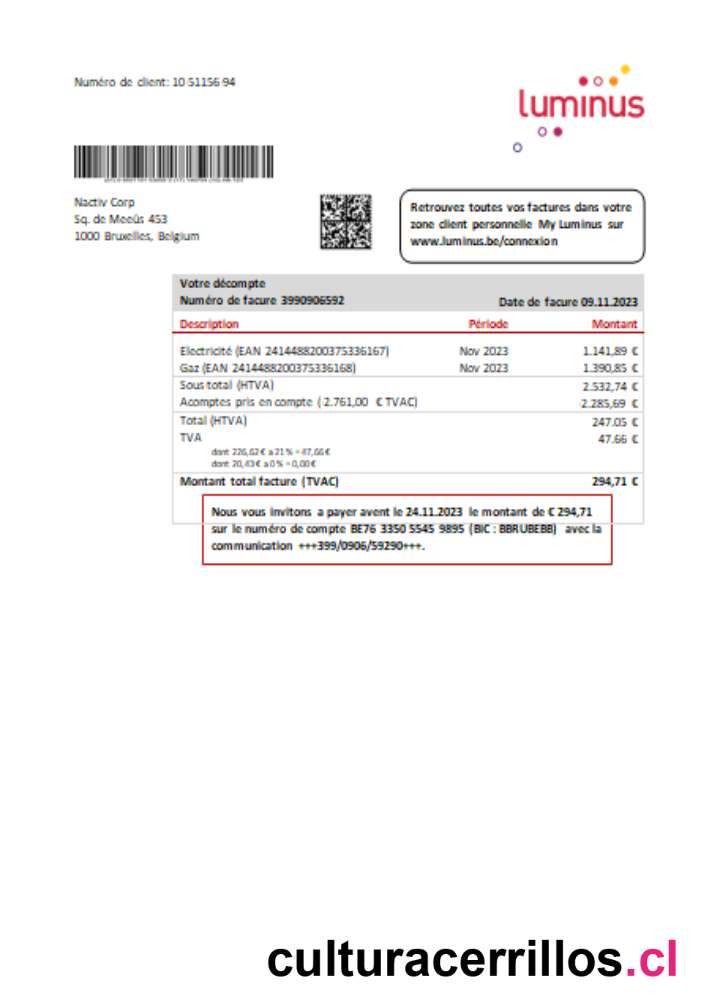 Numéro de client: 10 51156 94
luminus
Nactiv Corp
Sq. de Meeûs 453
1000 Bruxelles, Belgium
Retrouvez toutes vos factures dans votre
zone client personnelle My Luminus sur
www.luminus.be/connexion
Votre décompte
Numéro de facure 3990906592 Date de facure 09.11.2023
Description Période Montant
Electricité (EAN 2414488200375336167) Nov 2023 1.141,89 €
Gaz (EAN 2414488200375336168) Nov 2023 1.390,85 €
Sous total (HTVA) 2.532,74 €
Acomptes pris en compte (-2.761,00 € TVAC) -2.285,69 €
Total (HTVA) 247.05 €
TVA 47.66 €
dont 226,62 € a 21 % = 47,66 €
dont 20,43 € a 0 % = 0,00 €
Montant total facture (TVAC) 294,71 €
Nous vous invitons a payer avent le 24.11.2023 le montant de € 294,71
sur le numéro de compte BE76 3350 5545 9895 (BIC : BBRUBEBB) avec la
communication +++399/0906/59290+++.
culturacerrillos.cl